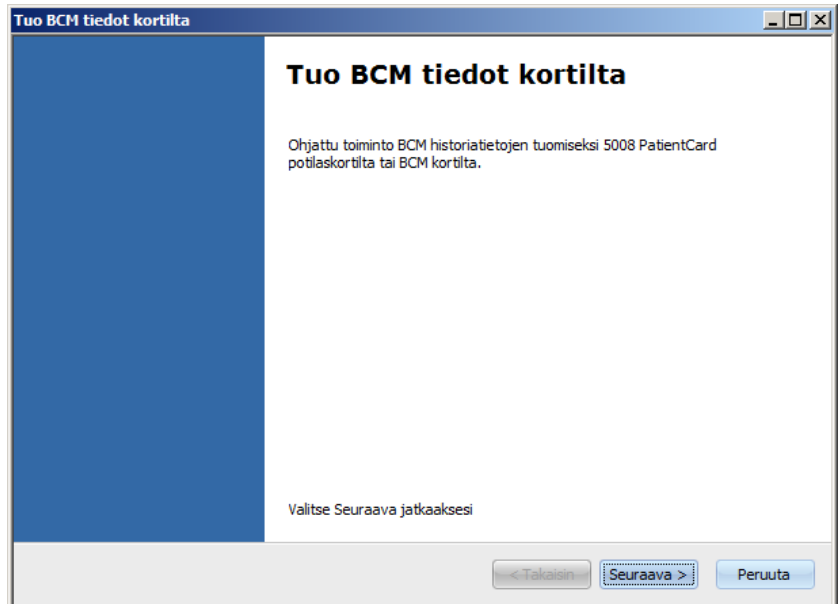 Tuo BCM tiedot kortilta
Tuo BCM tiedot kortilta
Ohjattu toiminto BCM historiatietojen tuomiseksi 5008 PatientCard
potilaskortilta tai BCM kortilta.
Valitse Seuraava jatkaaksesi
< Takaisin Seuraava > Peruuta